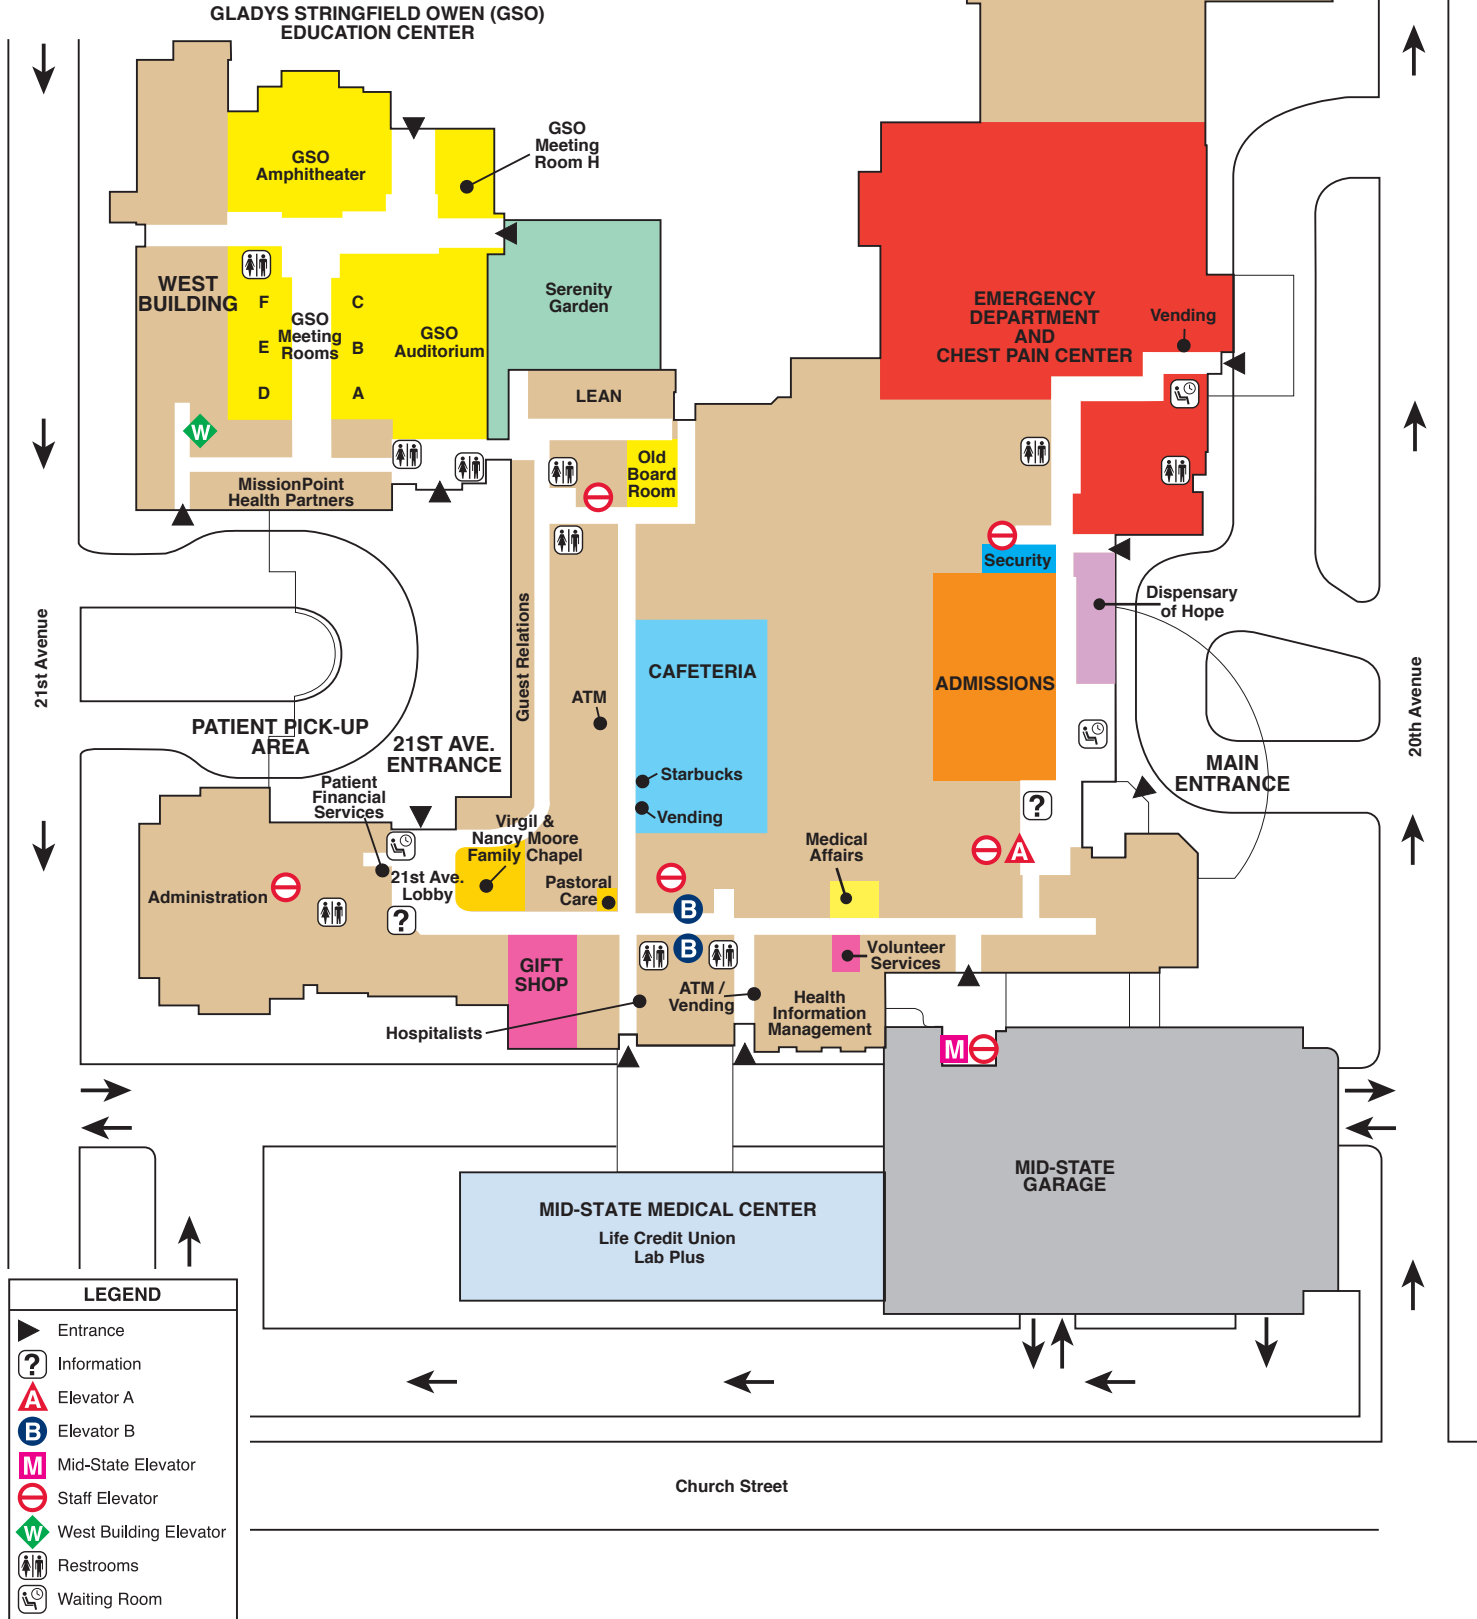 GLADYS STRINGFIELD OWEN (GSO)
EDUCATION CENTER
GSO
Amphitheater
GSO
Meeting
Room H
WEST
BUILDING
F
E
D
GSO
Meeting
Rooms
C
B
A
GSO
Auditorium
Serenity
Garden
EMERGENCY
DEPARTMENT
AND
CHEST PAIN CENTER
Vending
LEAN
W
Old
Board
Room
MissionPoint
Health Partners
Security
Dispensary
of Hope
21st Avenue
20th Avenue
Guest Relations
CAFETERIA
ADMISSIONS
ATM
PATIENT PICK-UP
AREA
21ST AVE.
ENTRANCE
MAIN
ENTRANCE
Starbucks
Vending
Patient
Financial
Services
Virgil &
Nancy Moore
Family Chapel
?
Medical
Affairs
A
21st Ave.
Lobby
Pastoral
Care
Administration
?
B
B
GIFT
SHOP
Volunteer
Services
ATM /
Vending
Health
Information
Management
Hospitalists
M
MID-STATE
GARAGE
MID-STATE MEDICAL CENTER
Life Credit Union
Lab Plus
LEGEND
Entrance
? Information
A Elevator A
B Elevator B
M Mid-State Elevator
Staff Elevator
W West Building Elevator
Restrooms
Waiting Room
Church Street